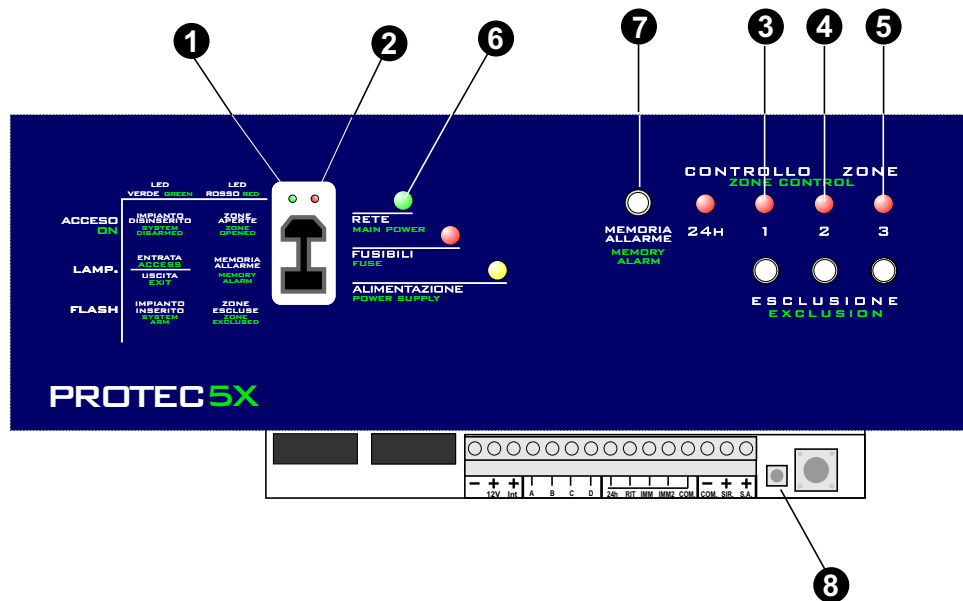 1 2 6 7 3 4 5
CONTROLLO ZONE
ZONE CONTROL
LED
VERDE GREEN
LED
ROSSO RED
ACCESO
ON
IMPIANTO
DISINSERITO
SYSTEM
DISARMED
ZONE
APERTE
ZONE
OPENED
LAMP.
ENTRATA
ACCESS
USCITA
EXIT
MEMORIA
ALLARME
MEMORY
ALARM
FLASH
IMPIANTO
INSERITO
SYSTEM
ARM
ZONE
ESCLUSE
ZONE
EXCLUSED
RETE
MAIN POWER
FUSIBILI
FUSE
ALIMENTAZIONE
POWER SUPPLY
MEMORIA
ALLARME
MEMORY
ALARM
24H 1 2 3
ESCLUSIONE
EXCLUSION
PROTEC 5X
− + +
12V Int A B C D 24h RIT IMM IMM2 COM.
− + +
COM. SIR. S.A.
8